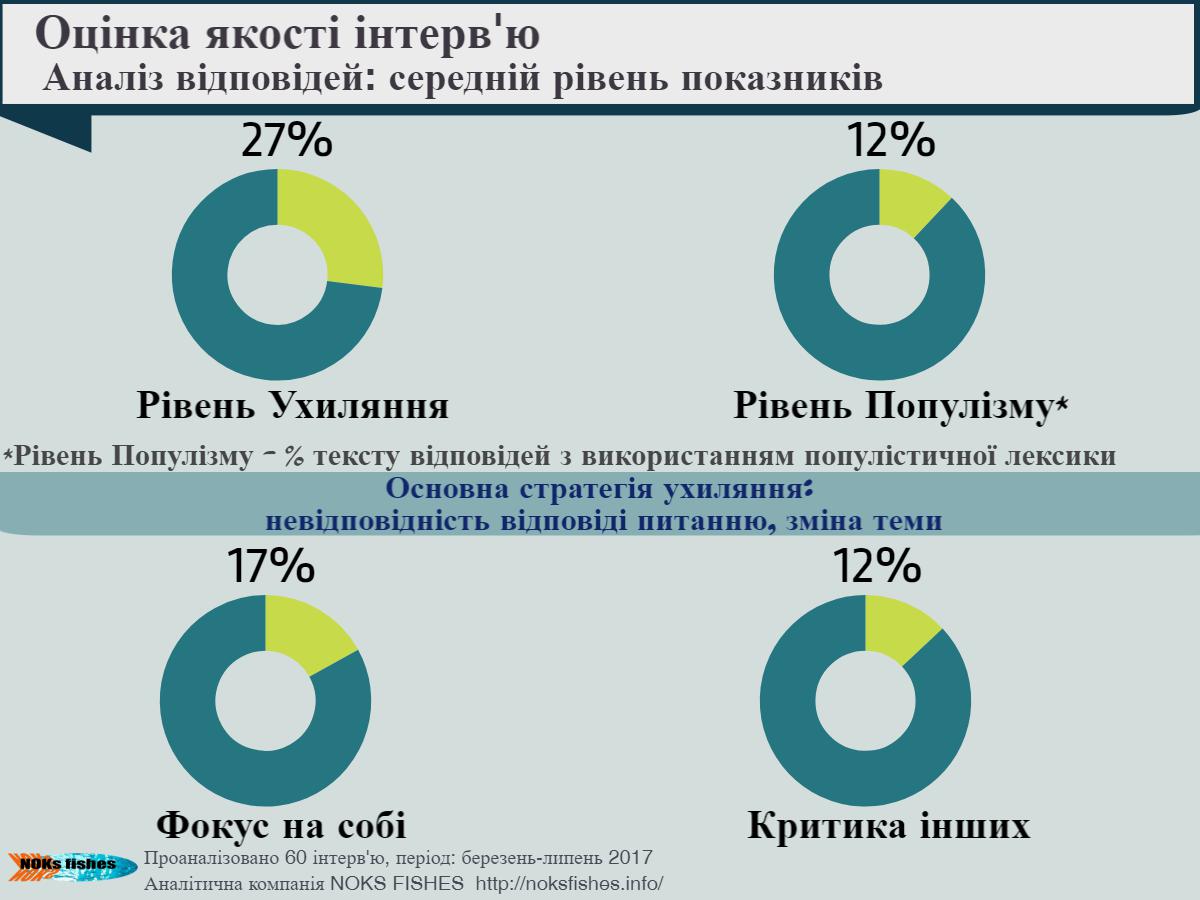 Оцінка якості інтерв'ю
Аналіз відповідей: середній рівень показників
27%
12%
Рівень Ухиляння
Рівень Популізму*
*Рівень Популізму - % тексту відповідей з використанням популістичної лексики
Основна стратегія ухиляння:
невідповідність відповіді питанню, зміна теми
17%
12%
Фокус на собі
Критика інших
NOKs fishes
Проаналізовано 60 інтерв'ю, період: березень-липень 2017
Аналітична компанія NOKS FISHES http://noksfishes.info/